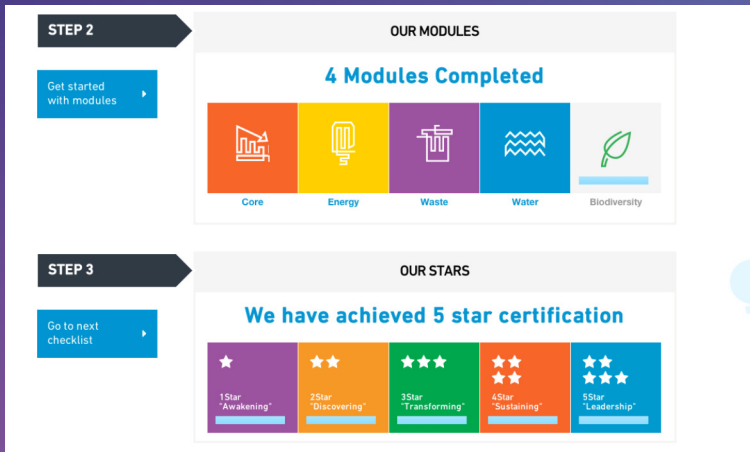 STEP 2
OUR MODULES
Get started
with modules
4 Modules Completed
Core
Energy
Waste
Water
Biodiversity
STEP 3
OUR STARS
Go to next
checklist
We have achieved 5 star certification
1Star
"Awakening"
2Star
"Discovering"
3Star
"Transforming"
4Star
"Sustaining"
5Star
"Leadership"